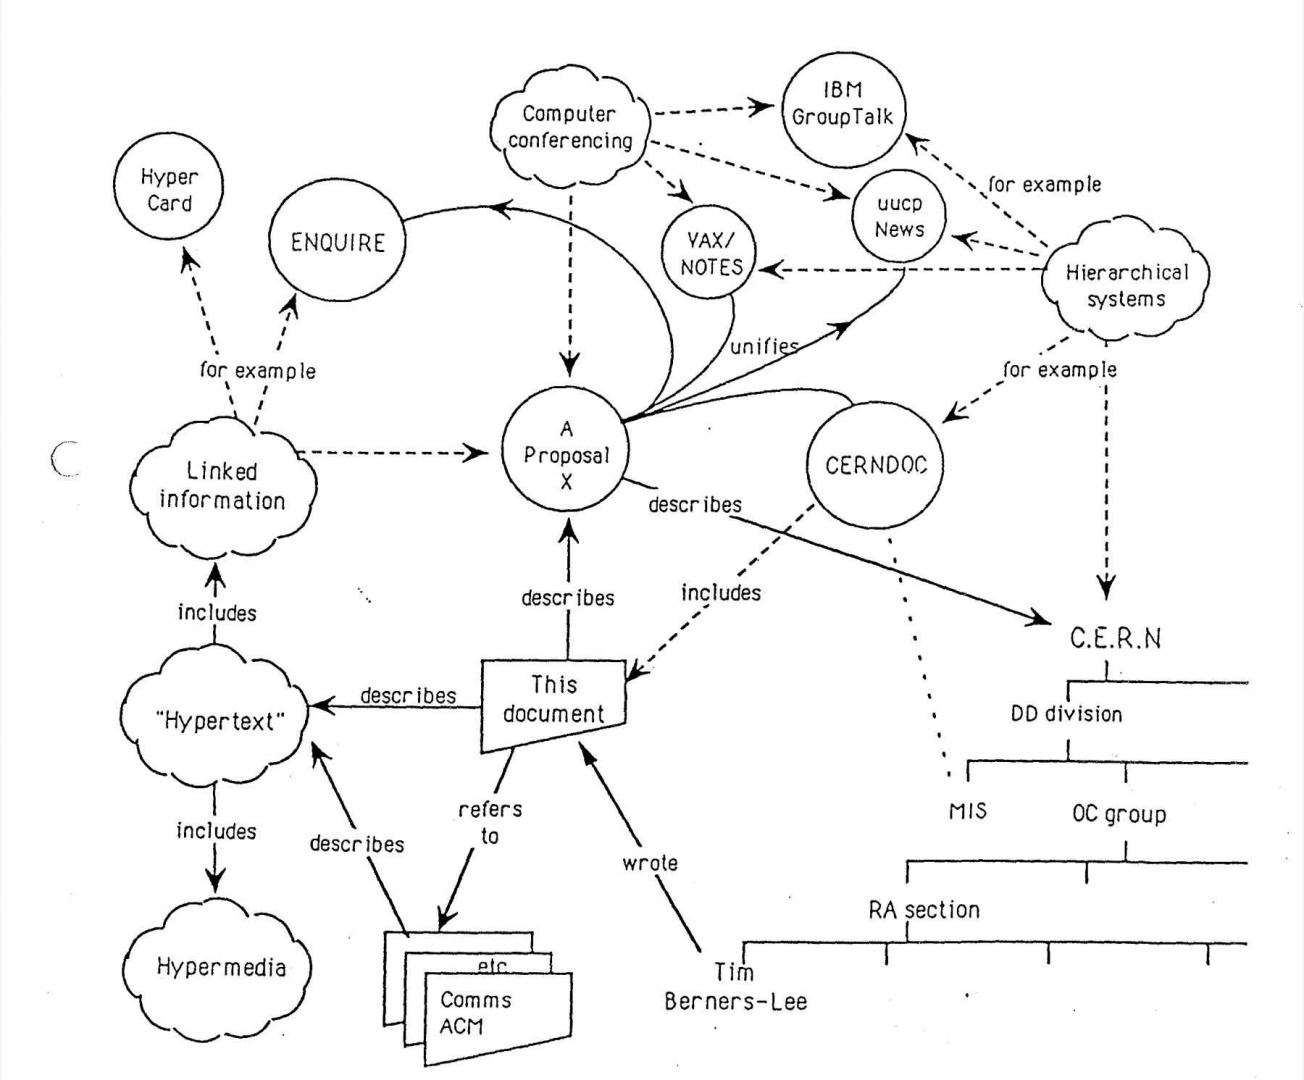 IBM
GroupTalk
Computer
conferencing
Hyper
Card
for example
uucp
News
ENQUIRE
VAX/
NOTES
Hierarchical
systems
unifies
for example
for example
A
Proposal
X
Linked
information
CERNDOC
describes
includes
describes
includes
C.E.R.N
This
document
describes
"Hypertext"
DD division
refers
to
MIS
OC group
includes
describes
wrote
RA section
Hypermedia
etc
Tim
Berners-Lee
Comms
ACM